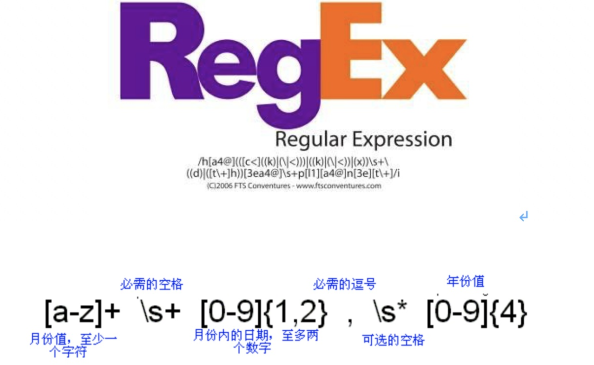 RegEx
Regular Expression
/h[a4@](([c<]((k)|(\|<)))|((k)|(\|<))|(x))\s+\
((d)|([t\+]h))[3ea4@]\s+p[l1][a4@]n[3e][t\+]/i
(C)2006 FTS Conventures - www.ftsconventures.com
年份值
必需的空格 必需的逗号
[a-z]+ \s+ [0-9]{1,2} , \s* [0-9]{4}
月份值，至少一
个字符
月份内的日期，至多两
个数字
可选的空格